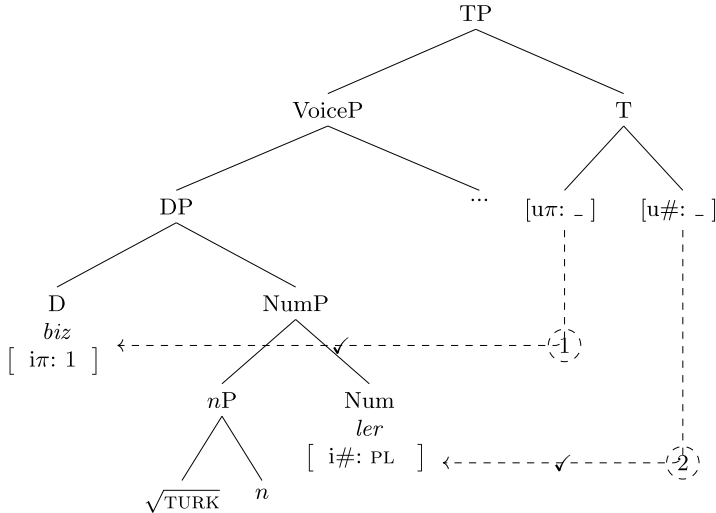 TP
VoiceP T
DP ... [uπ: _ ] [u#: _ ]
D NumP
biz
[ iπ: 1 ] ✓ 1
nP Num
ler
[ i#: PL ] ✓ 2
√TURK n